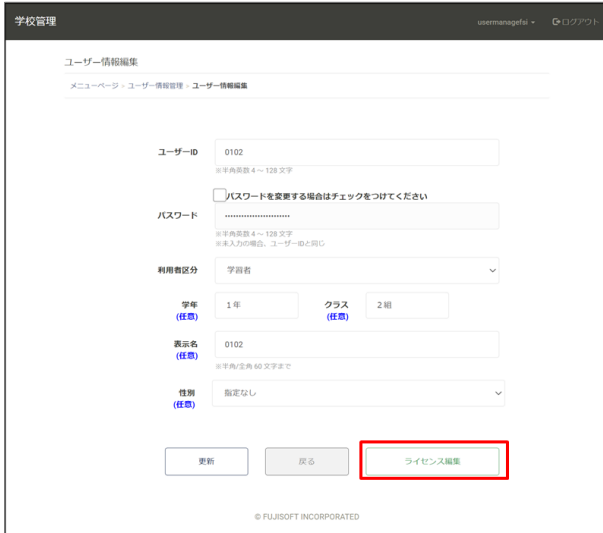 学校管理 usermanagefsi ログアウト
ユーザー情報編集
メニューページ » ユーザー情報管理 » ユーザー情報編集
ユーザーID 0102
※半角英数 4 ~ 128 文字
パスワードを変更する場合はチェックをつけてください
パスワード ••••••••••••••••••••••••
※半角英数 4 ~ 128 文字
※未入力の場合、ユーザーIDと同じ
利用者区分 学習者
学年 1 年 クラス 2 組
(任意) (任意)
表示名 0102
(任意)
※半角/全角 60 文字まで
性別 指定なし
(任意)
更新 戻る ライセンス編集
© FUJISOFT INCORPORATED